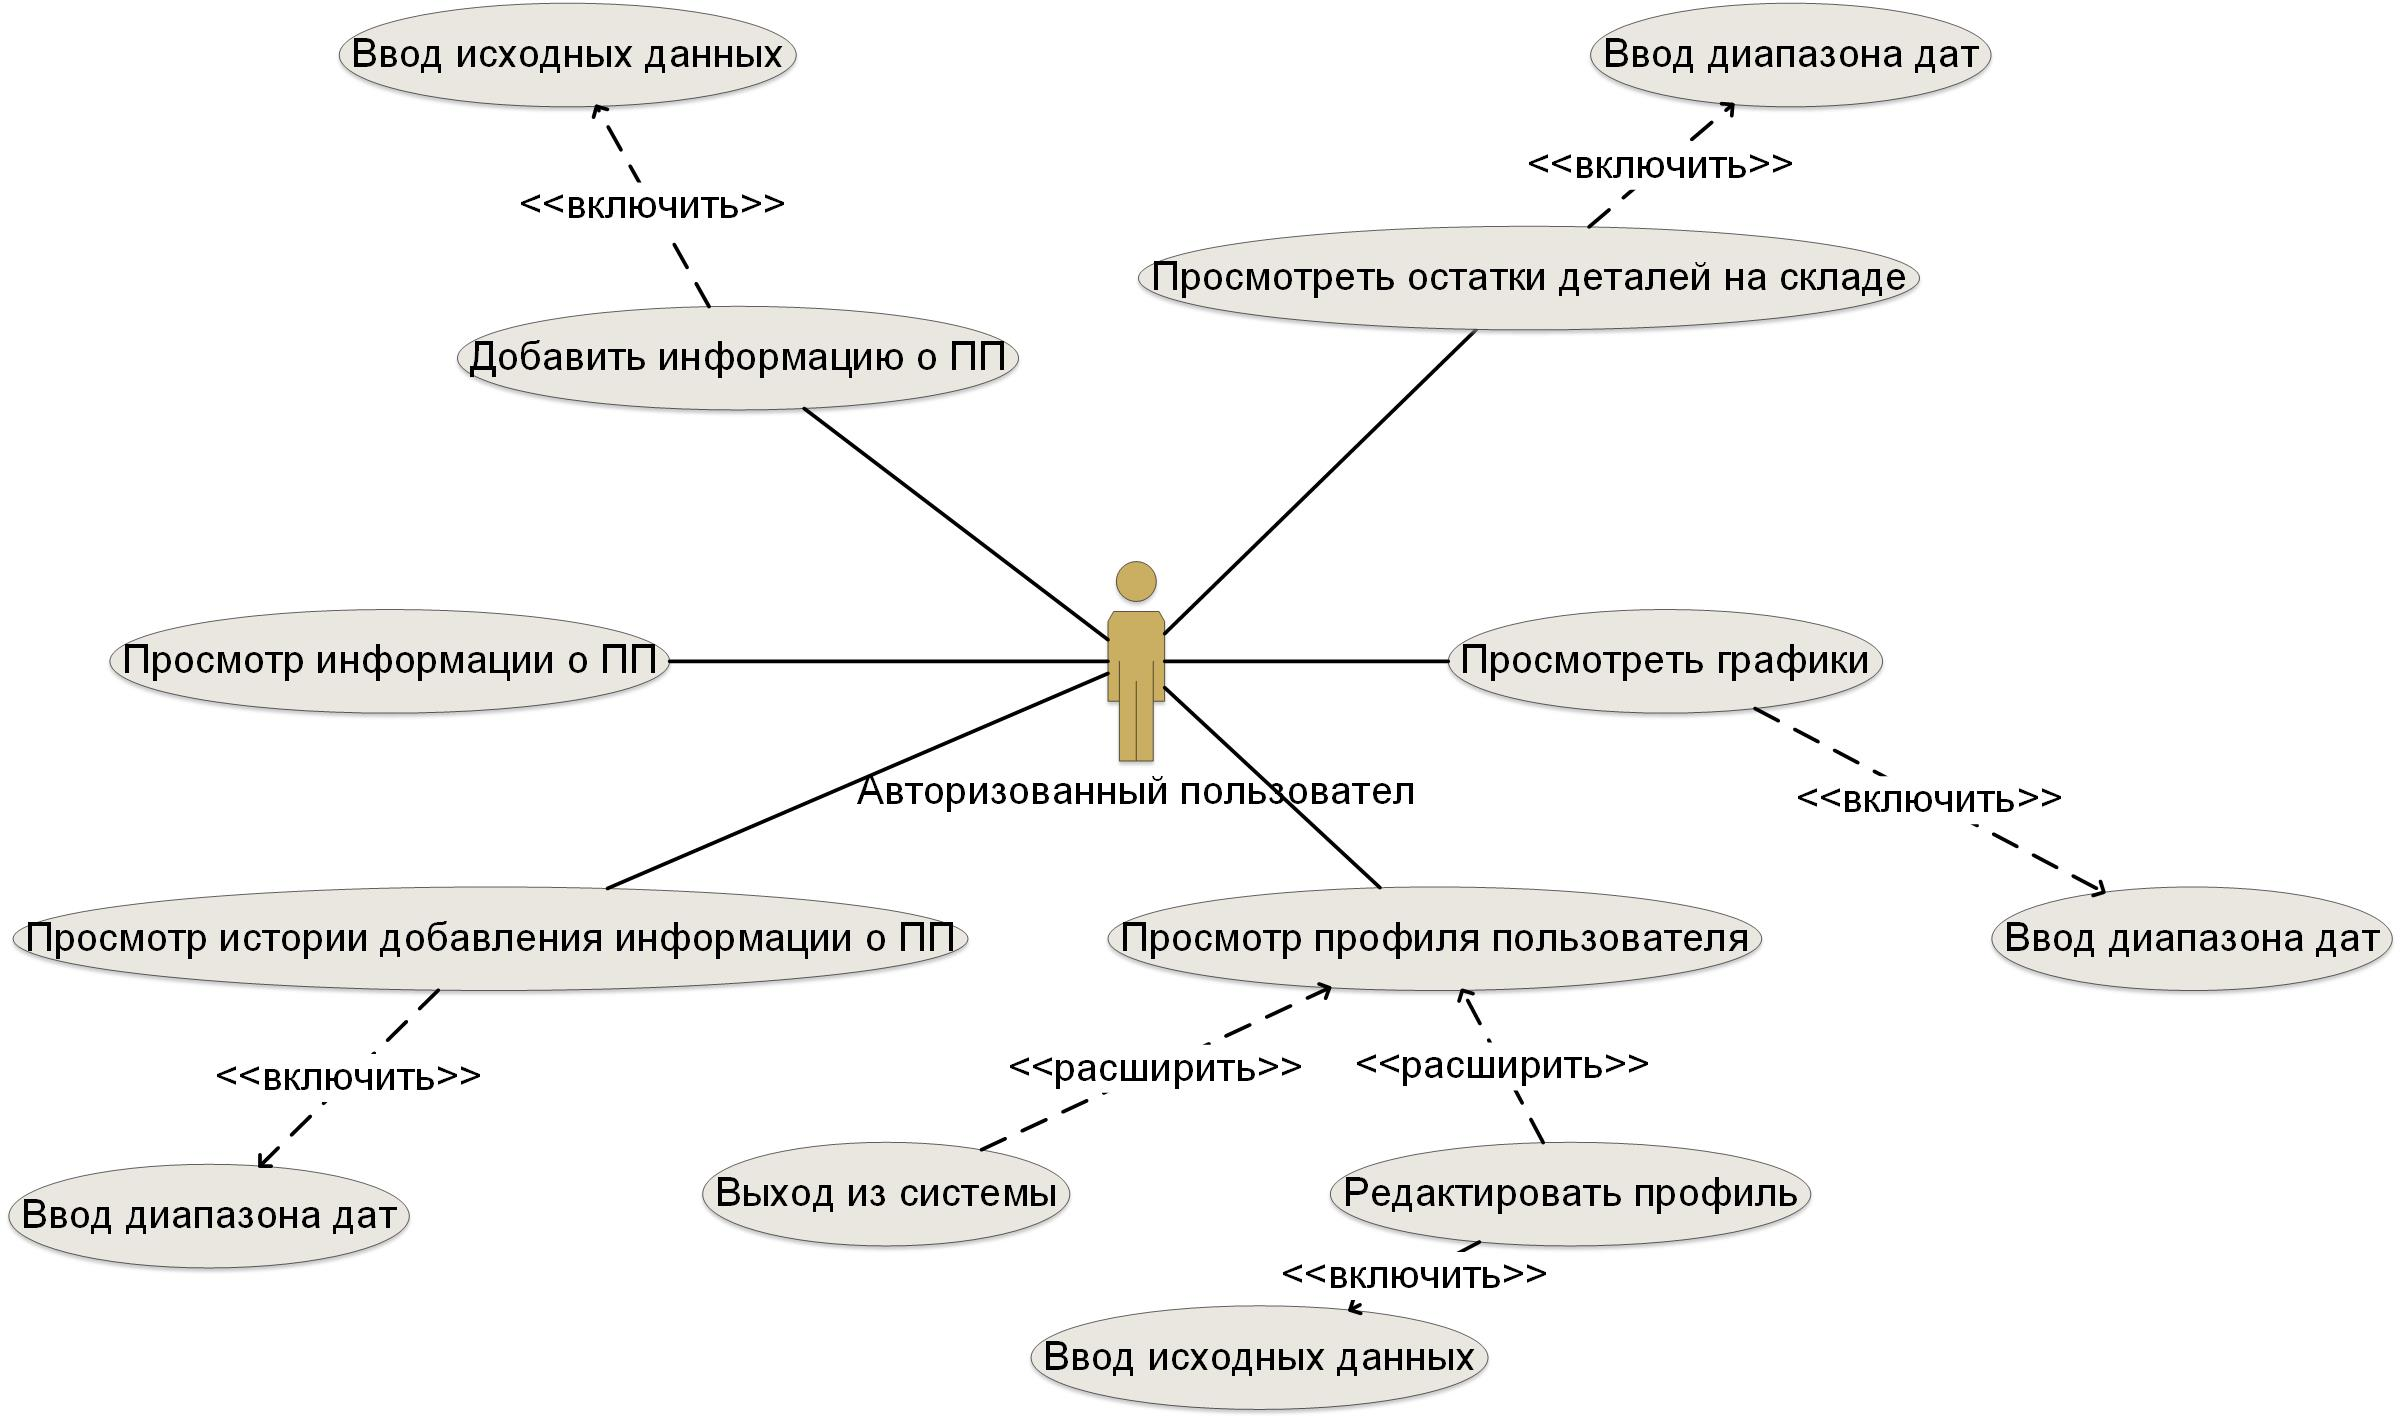 Ввод исходных данных
Ввод диапазона дат
<<включить>>
<<включить>>
Просмотреть остатки деталей на складе
Добавить информацию о ПП
Просмотр информации о ПП
Просмотреть графики
Авторизованный пользовател
<<включить>>
Просмотр истории добавления информации о ПП
Просмотр профиля пользователя
Ввод диапазона дат
<<включить>>
<<расширить>>
<<расширить>>
Ввод диапазона дат
Выход из системы
Редактировать профиль
<<включить>>
Ввод исходных данных